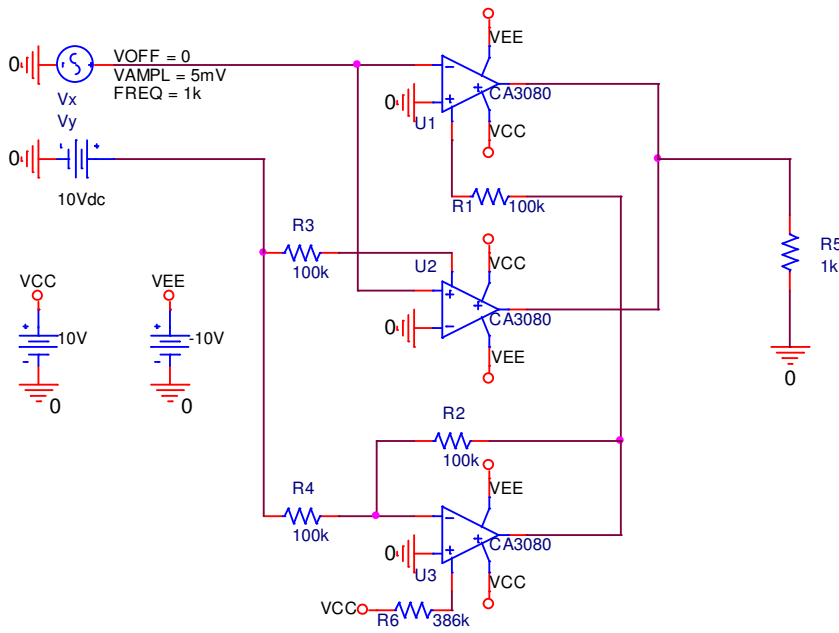 VEE
0
VOFF = 0
VAMPL = 5mV
FREQ = 1k
Vx
CA3080
0
U1
Vy
VCC
0
10Vdc
R1
100k
R3
100k
U2
VCC
R5
1k
VCC
VEE
CA3080
0
10V
-10V
VEE
0
0
0
R2
100k
VEE
R4
100k
CA3080
0
U3
VCC
VCC
R6
386k